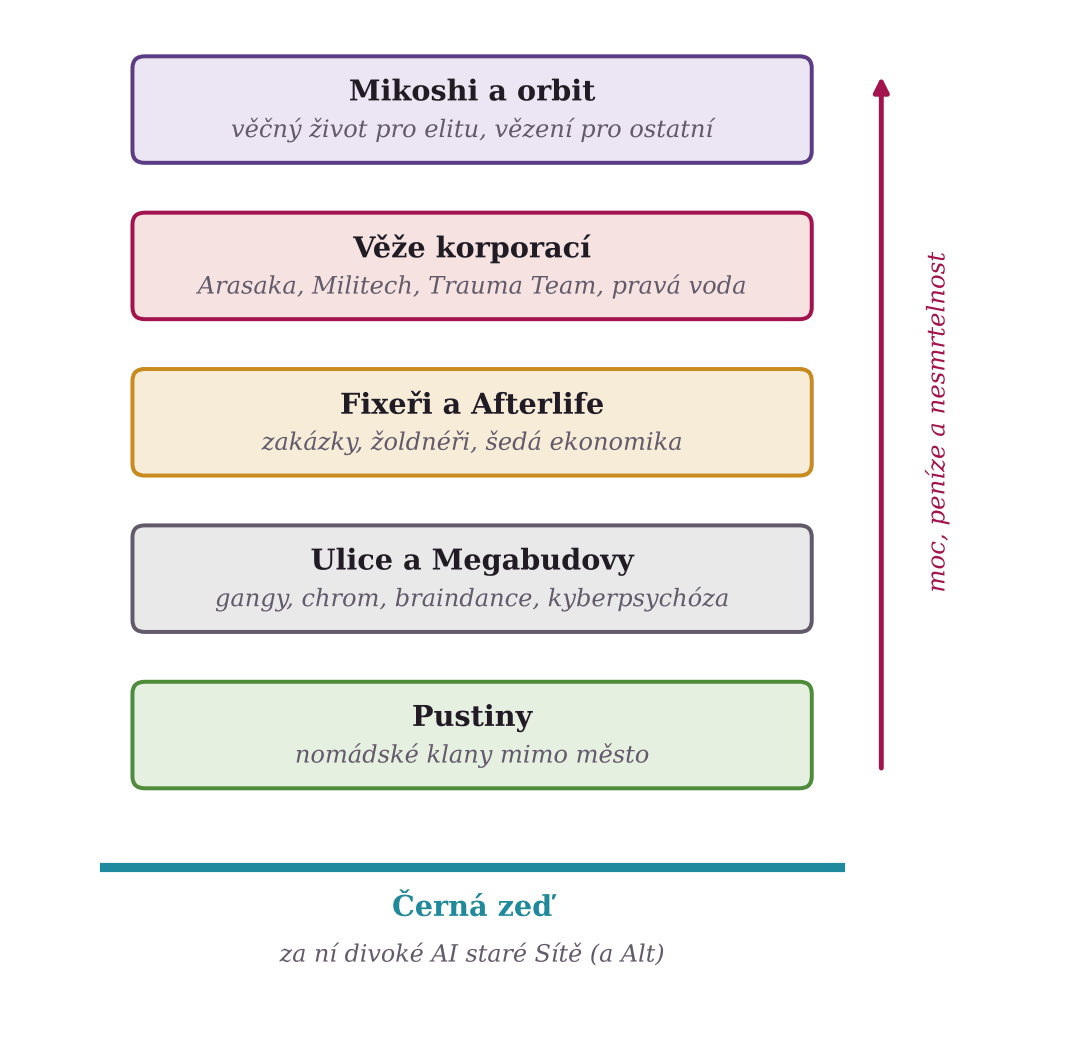 Mikoshi a orbit
věčný život pro elitu, vězení pro ostatní
Věže korporací
Arasaka, Militech, Trauma Team, pravá voda
Fixeři a Afterlife
zakázky, žoldnéři, šedá ekonomika
Ulice a Megabudovy
gangy, chrom, braindance, kyberpsychóza
Pustiny
nomádské klany mimo město
moc, peníze a nesmrtelnost
Černá zeď
za ní divoké AI staré Sítě (a Alt)